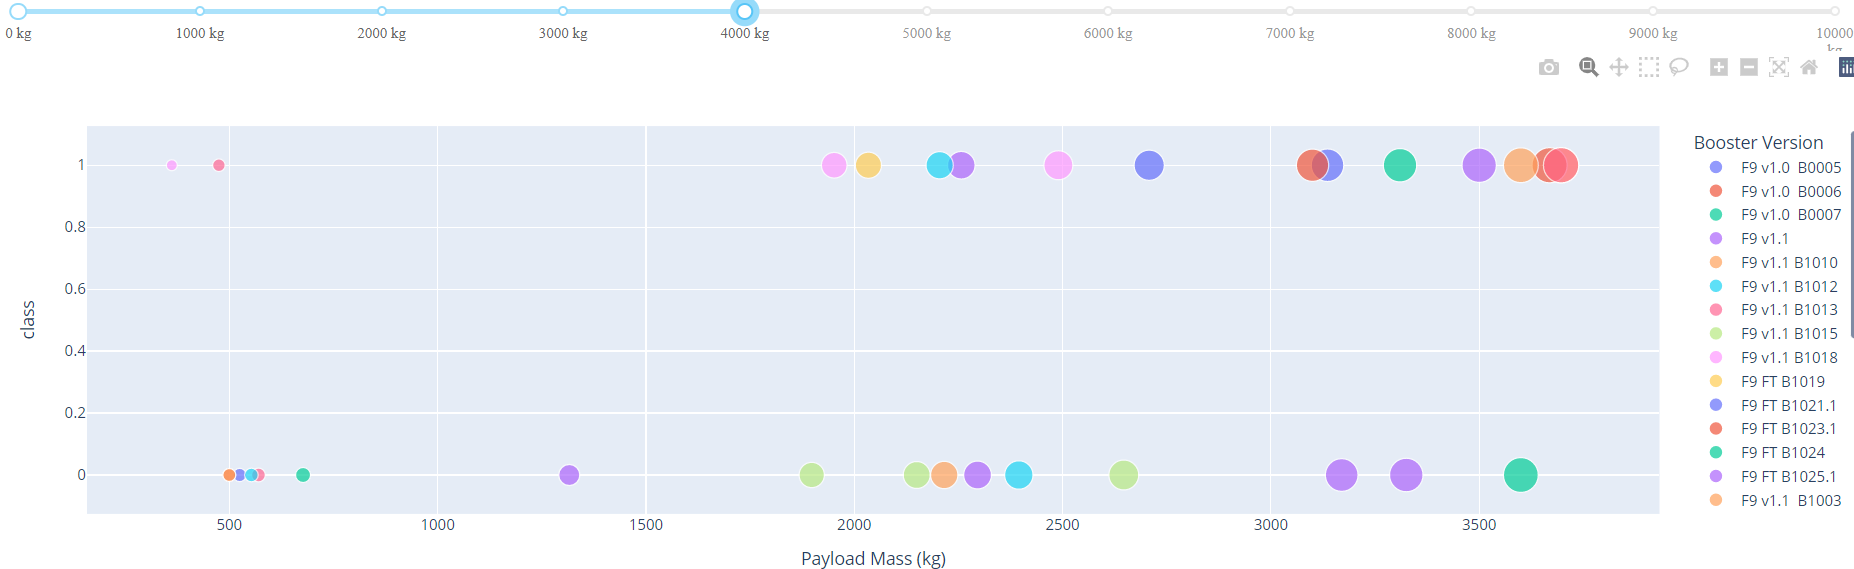 0 kg 1000 kg 2000 kg 3000 kg 4000 kg 5000 kg 6000 kg 7000 kg 8000 kg 9000 kg 10000
kg
Booster Version
F9 v1.0  B0005
F9 v1.0  B0006
F9 v1.0  B0007
F9 v1.1
F9 v1.1 B1010
F9 v1.1 B1012
F9 v1.1 B1013
F9 v1.1 B1015
F9 v1.1 B1018
F9 FT B1019
F9 FT B1021.1
F9 FT B1023.1
F9 FT B1024
F9 FT B1025.1
F9 v1.1  B1003
1
0.8
0.6
0.4
0.2
0
class
500 1000 1500 2000 2500 3000 3500
Payload Mass (kg)